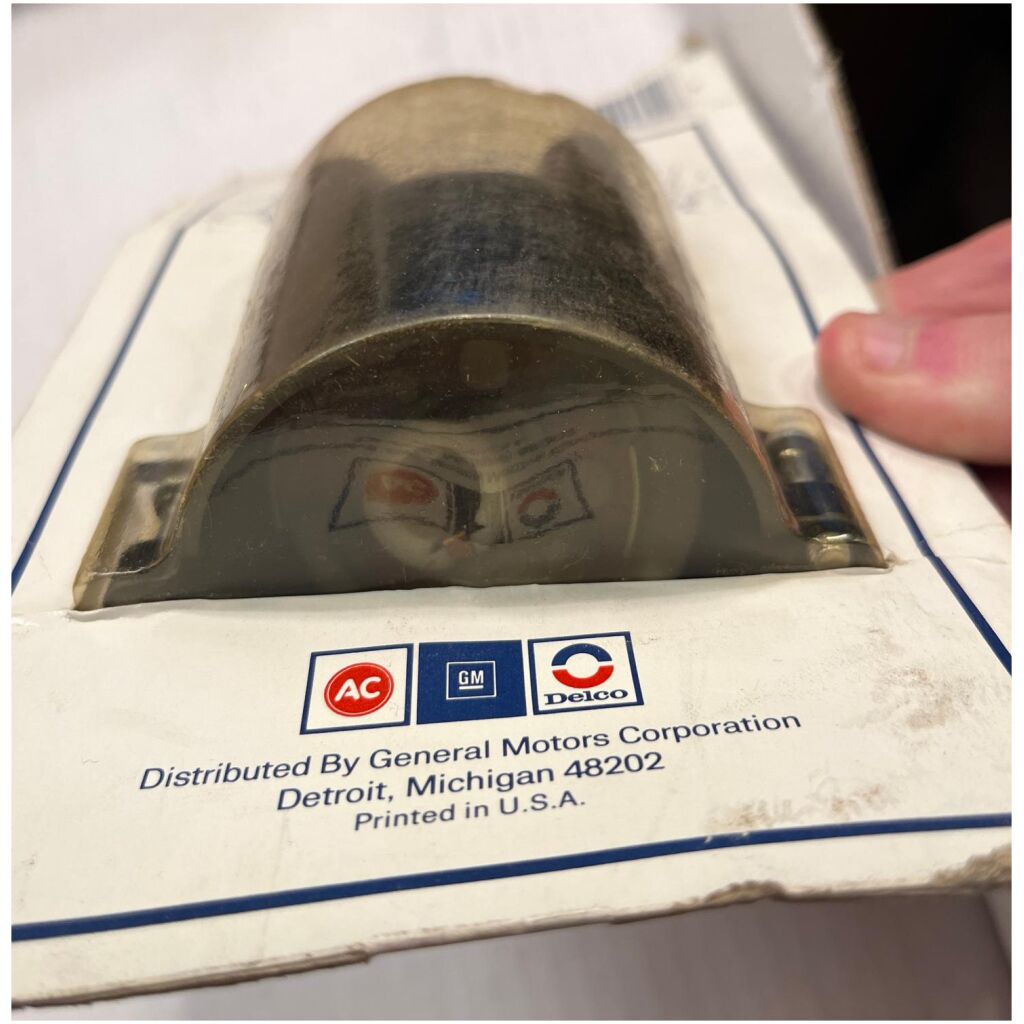 AC
GM
Delco
Distributed By General Motors Corporation
Detroit, Michigan 48202
Printed in U.S.A.